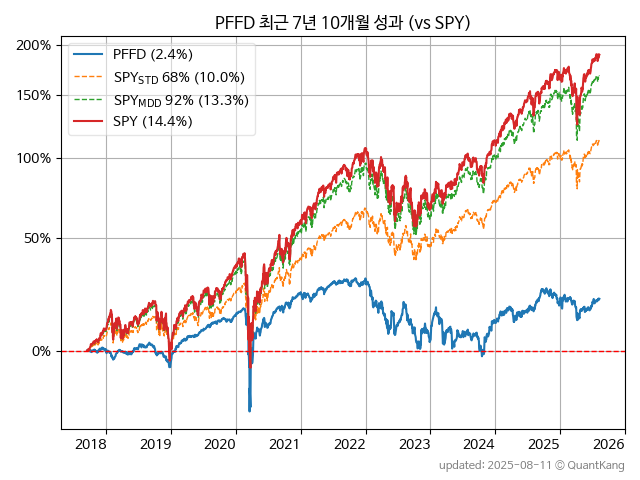 PFFD 최근 7년 10개월 성과 (vs SPY)
200%
150%
100%
50%
0%
PFFD (2.4%)
SPY_STD 68% (10.0%)
SPY_MDD 92% (13.3%)
SPY (14.4%)
2018 2019 2020 2021 2022 2023 2024 2025 2026
updated: 2025-08-11 © QuantKang